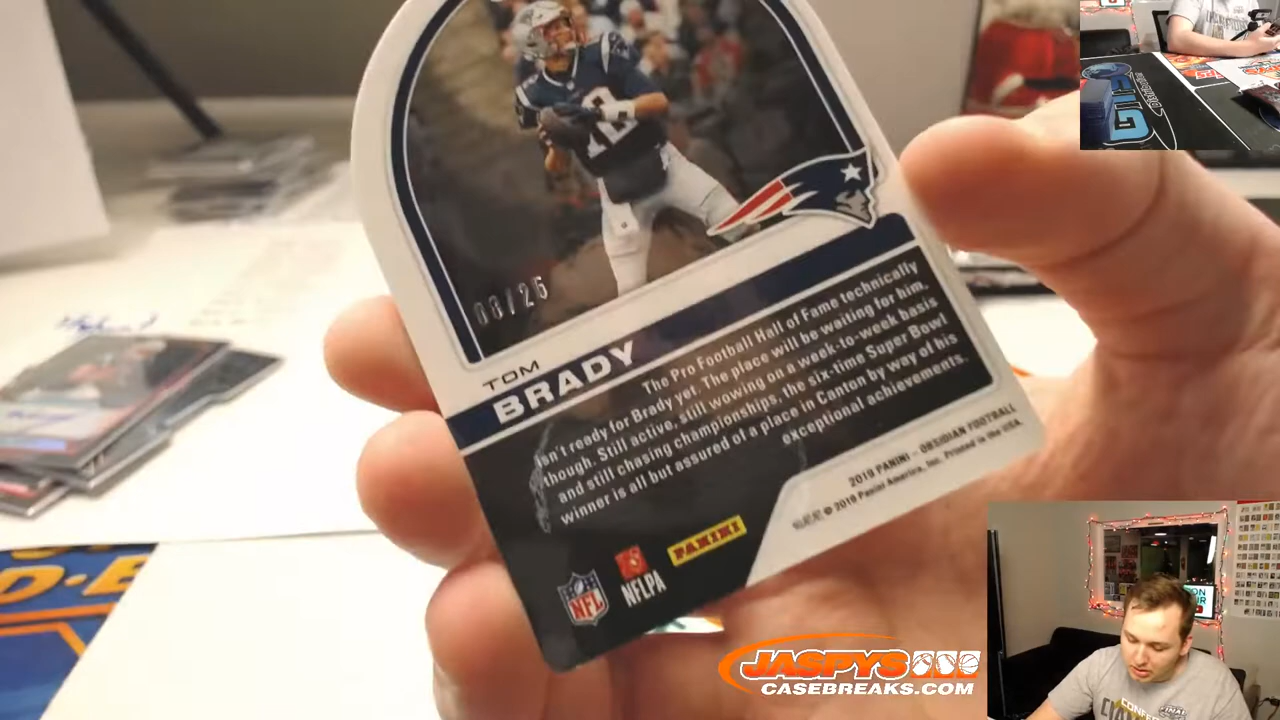 12
08/25
TOM
BRADY
The Pro Football Hall of Fame technically
isn't ready for Brady yet. The place will be waiting for him,
though. Still active, still wowing on a week-to-week basis
and still chasing championships, the six-time Super Bowl
winner is all but assured of a place in Canton by way of his
exceptional achievements.
2019 PANINI – OBSIDIAN FOOTBALL
© 2019 Panini America, Inc. Printed in the USA.
NFL
NFLPA
PANINI
JASPYS
CASEBREAKS.COM